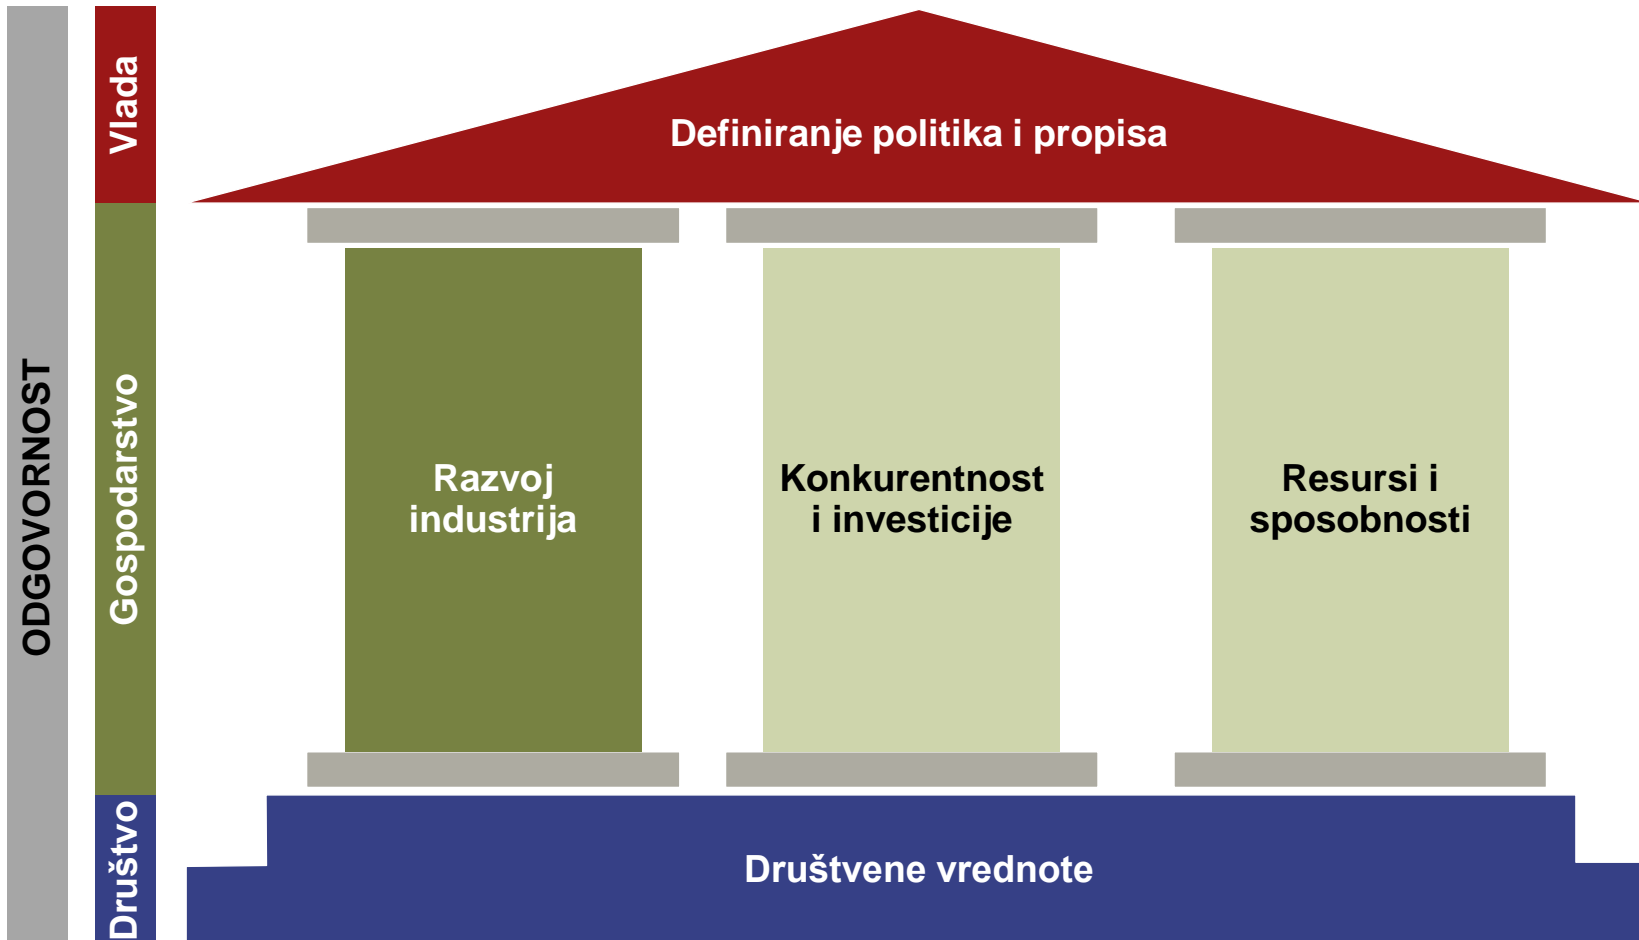 ODGOVORNOST
Vlada
Definiranje politika i propisa
Gospodarstvo
Razvoj
industrija
Konkurentnost
i investicije
Resursi i
sposobnosti
Društvo
Društvene vrednote